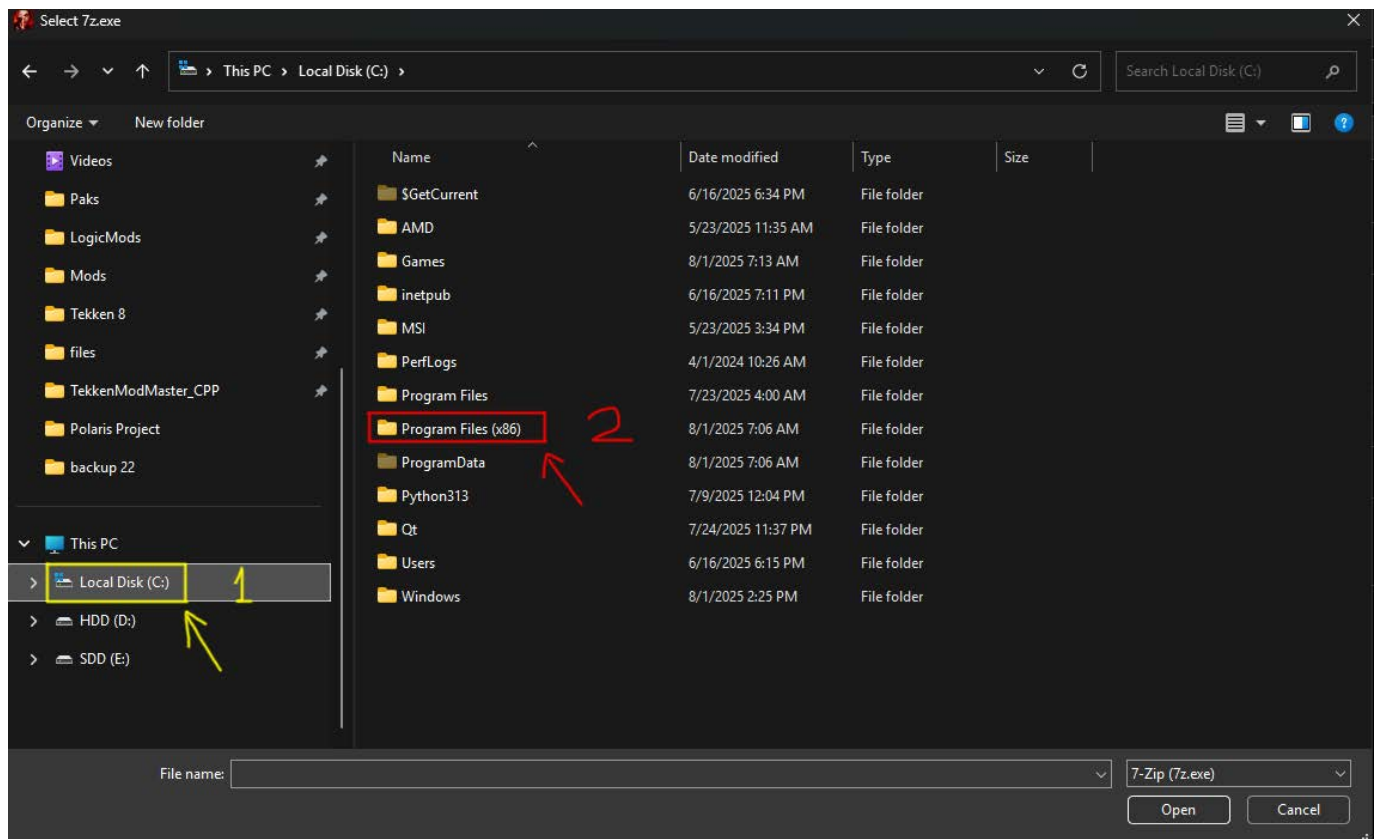 Select 7z.exe
This PC > Local Disk (C:) >
Search Local Disk (C:)
Organize
New folder
Name
Date modified
Type
Size
Videos
Paks
LogicMods
Mods
Tekken 8
files
TekkenModMaster_CPP
Polaris Project
backup 22
This PC
Local Disk (C:) 1
HDD (D:)
SDD (E:)
$GetCurrent 6/16/2025 6:34 PM File folder
AMD 5/23/2025 11:35 AM File folder
Games 8/1/2025 7:13 AM File folder
inetpub 6/16/2025 7:11 PM File folder
MSI 5/23/2025 3:34 PM File folder
PerfLogs 4/1/2024 10:26 AM File folder
Program Files 7/23/2025 4:00 AM File folder
Program Files (x86) 2 8/1/2025 7:06 AM File folder
ProgramData 8/1/2025 7:06 AM File folder
Python313 7/9/2025 12:04 PM File folder
Qt 7/24/2025 11:37 PM File folder
Users 6/16/2025 6:15 PM File folder
Windows 8/1/2025 2:25 PM File folder
File name:
7-Zip (7z.exe)
Open
Cancel